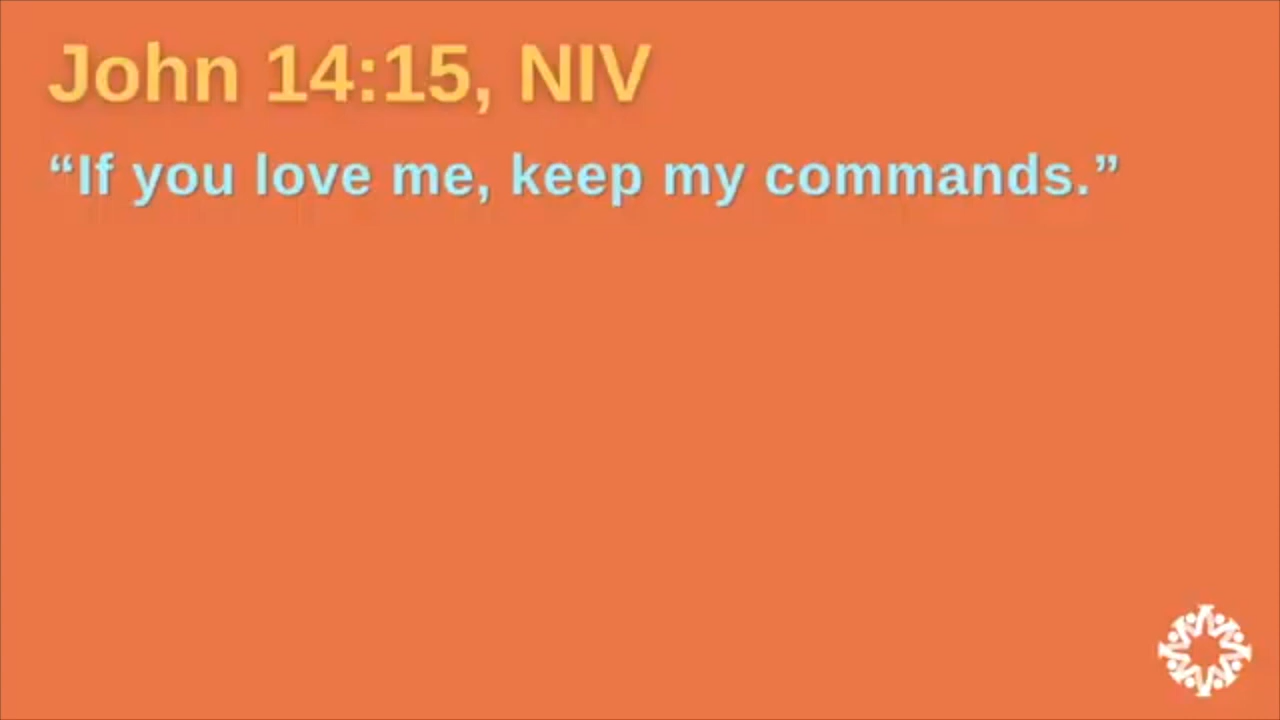 John 14:15, NIV
“If you love me, keep my commands.”